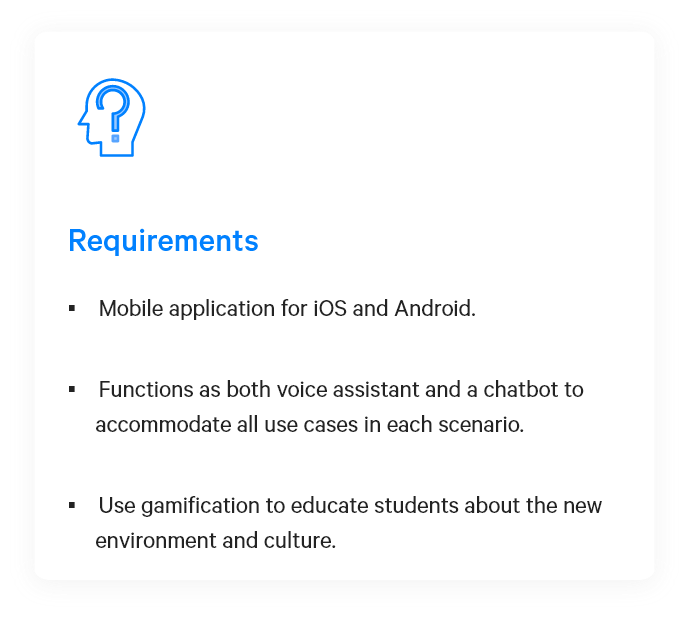 Requirements
▪ Mobile application for iOS and Android.
▪ Functions as both voice assistant and a chatbot to
accommodate all use cases in each scenario.
▪ Use gamification to educate students about the new
environment and culture.